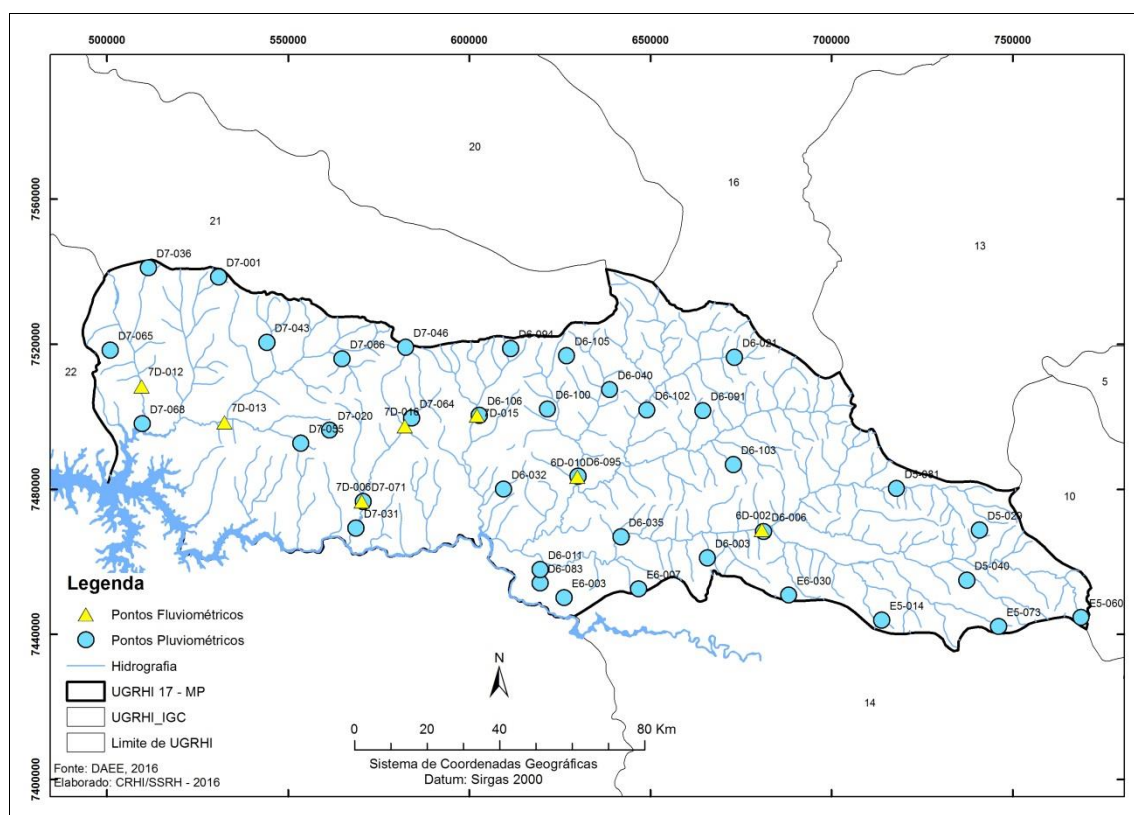 500000 550000 600000 650000 700000 750000
7560000
7520000
7480000
7440000
7400000
20
16
13
21
22
5
10
14
D7-036
D7-001
D7-065
D7-043
D7-066
D7-046
D6-094
D6-105
D6-021
7D-012
D7-068
7D-013
D7-055
D7-020
7D-018
D7-064
D6-106
7D-015
D6-100
D6-040
D6-102
D6-091
D6-103
D5-081
D6-032
6D-010
D6-095
7D-006
D7-071
D7-031
D6-035
6D-002
D6-006
D5-029
D6-011
D6-083
D6-003
D5-040
E6-003
E6-007
E6-030
E5-014
E5-073
E5-060
Legenda
Pontos Fluviométricos
Pontos Pluviométricos
Hidrografia
UGRHI 17 - MP
UGRHI_IGC
Limite de UGRHI
Fonte: DAEE, 2016
Elaborado: CRHI/SSRH - 2016
N
0 20 40 60 80 Km
Sistema de Coordenadas Geográficas
Datum: Sirgas 2000